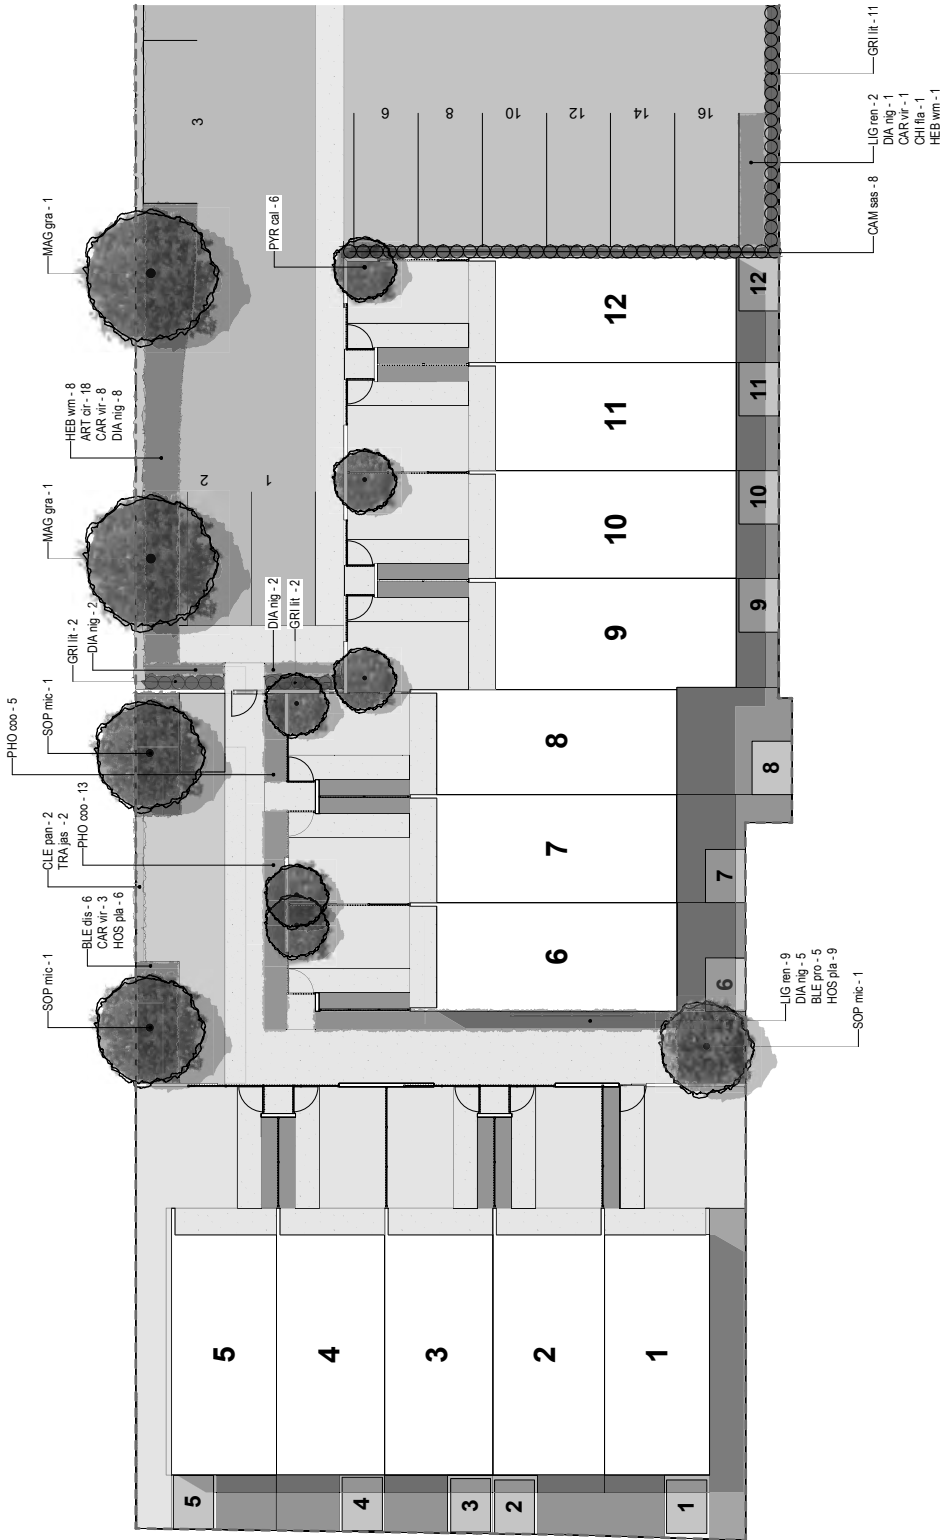 GRI lit - 11
LIG ren - 2
DIA nig - 1
CAR vir - 1
CHI fla - 1
HEB wm - 1
CAM sas - 8
3
6
8
10
12
14
16
MAG gra - 1
PYR cal - 6
HEB wm - 8
ART cir - 18
CAR vir - 8
DIA nig - 8
2
1
MAG gra - 1
GRI lit - 2
DIA nig - 2
DIA nig - 2
GRI lit - 2
SOP mic - 1
PHO coo - 5
CLE pan - 2
TRA jas - 2
PHO coo - 13
BLE dis - 6
CAR vir - 3
HOS pla - 6
SOP mic - 1
LIG ren - 9
DIA nig - 5
BLE pro - 5
HOS pla - 9
SOP mic - 1
12
12
11
11
10
10
9
9
8
8
7
7
6
6
5
4
3
2
1
5
4
3
2
1